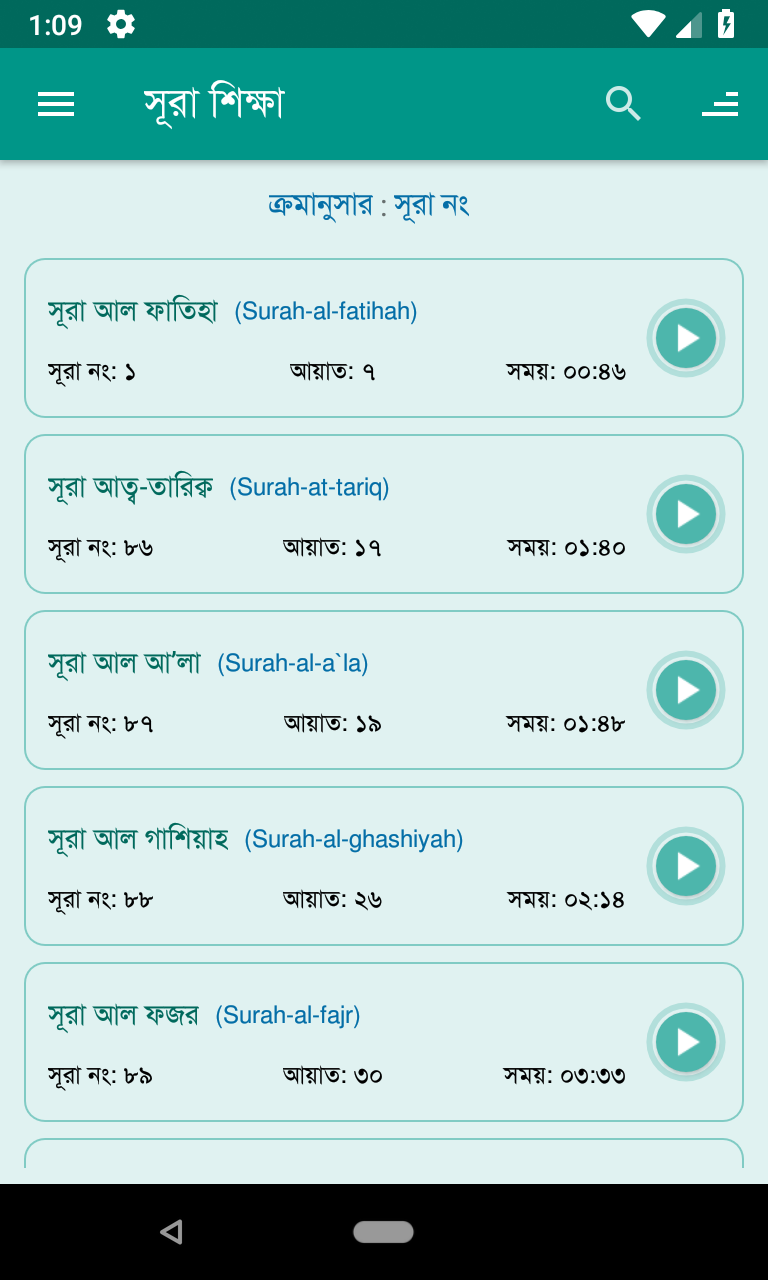 1:09
সূরা শিক্ষা
ক্রমানুসার : সূরা নং
সূরা আল ফাতিহা (Surah-al-fatihah)
সূরা নং: ১ আয়াত: ৭ সময়: ০০:৪৬
সূরা আত্ব-তারিক্ব (Surah-at-tariq)
সূরা নং: ৮৬ আয়াত: ১৭ সময়: ০১:৪০
সূরা আল আ’লা (Surah-al-a`la)
সূরা নং: ৮৭ আয়াত: ১৯ সময়: ০১:৪৮
সূরা আল গাশিয়াহ (Surah-al-ghashiyah)
সূরা নং: ৮৮ আয়াত: ২৬ সময়: ০২:১৪
সূরা আল ফজর (Surah-al-fajr)
সূরা নং: ৮৯ আয়াত: ৩০ সময়: ০৩:৩৩